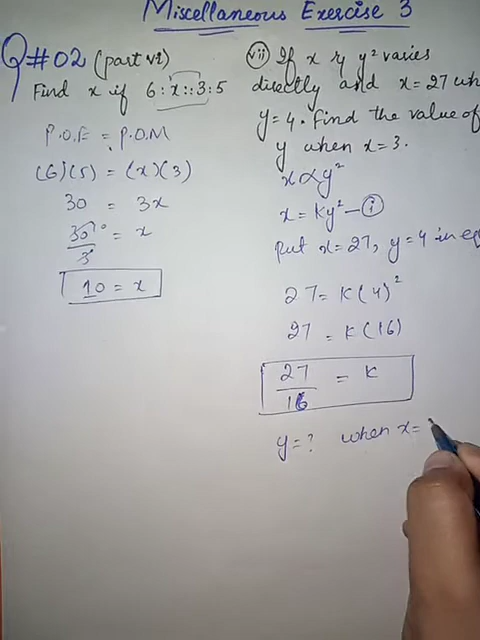 Miscellaneous Exercise 3
Q#02 (part vi)
Find x if 6:x::3:5
P.O.E = P.O.M
(6)(5) = (x)(3)
30 = 3x
30 10 = x
3
10 = x
(vii) If x y y² varies
directly and x=27 wh
y=4. Find the value of
y when x=3.
x∝y²
x = Ky² — (i)
Put x=27, y=4 in eq
27 = K(4)²
27 = K(16)
27 = K
16
y=? when x=